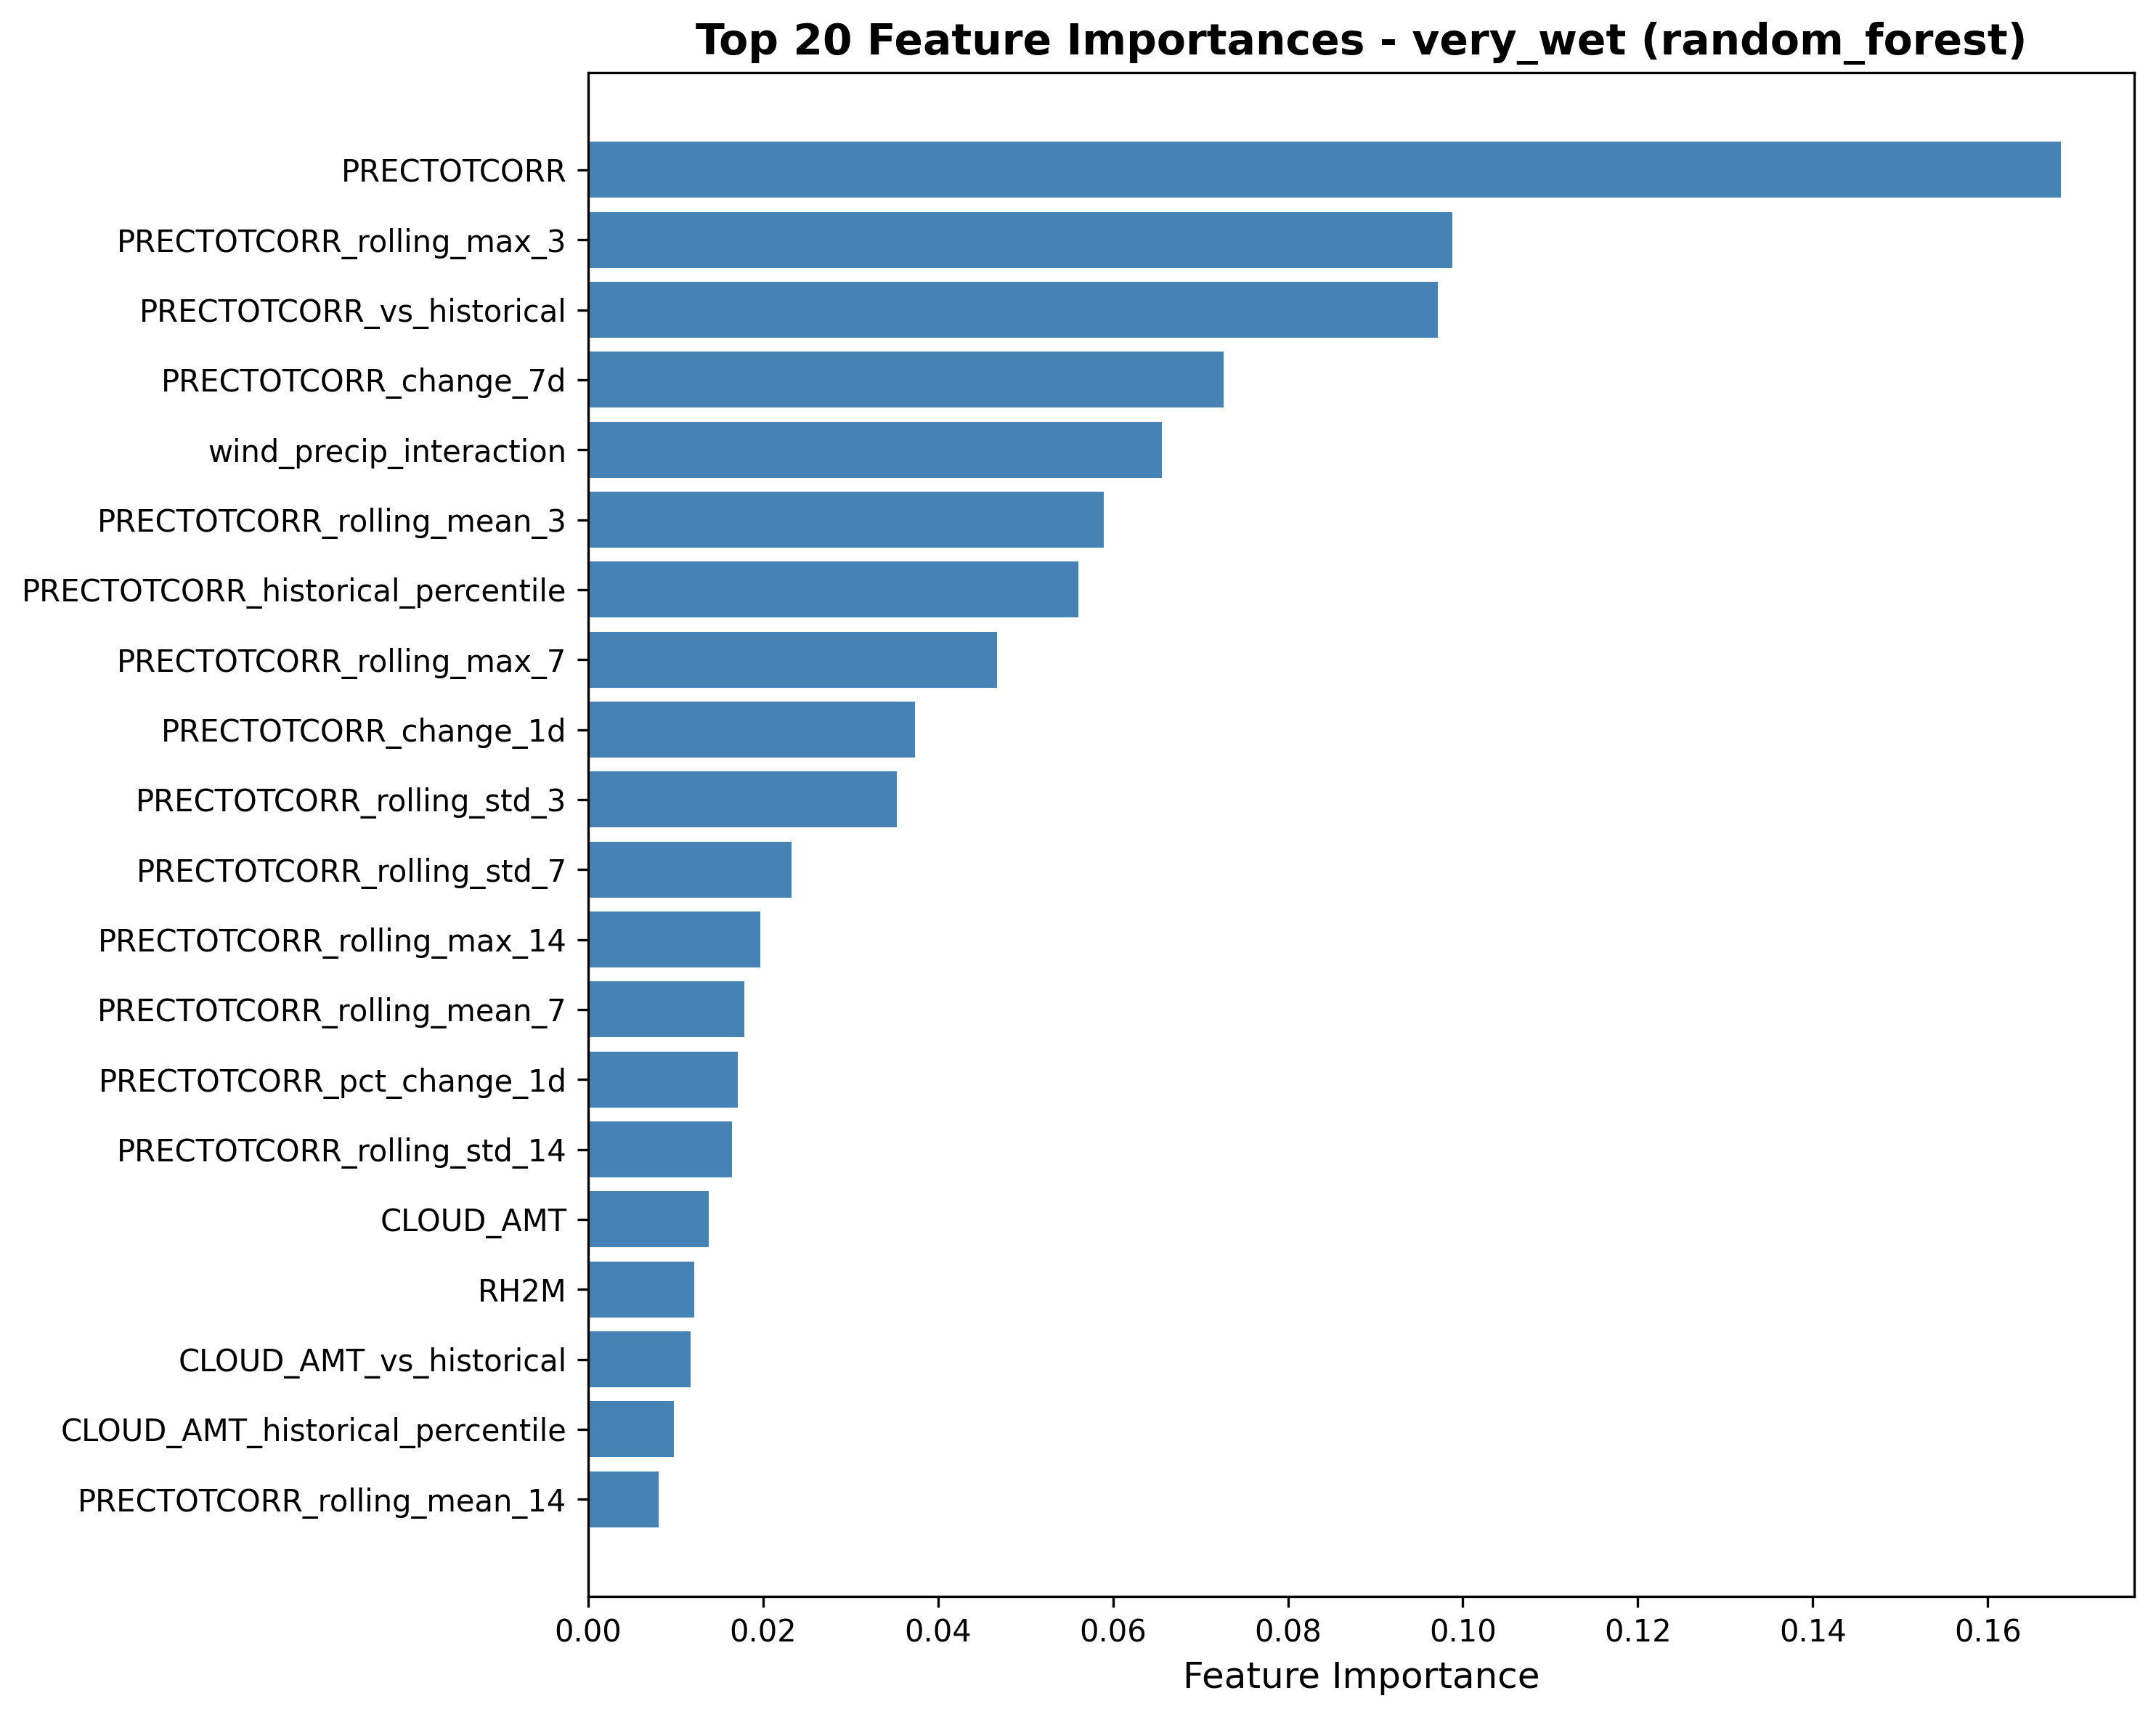 Top 20 Feature Importances - very_wet (random_forest)
PRECTOTCORR
PRECTOTCORR_rolling_max_3
PRECTOTCORR_vs_historical
PRECTOTCORR_change_7d
wind_precip_interaction
PRECTOTCORR_rolling_mean_3
PRECTOTCORR_historical_percentile
PRECTOTCORR_rolling_max_7
PRECTOTCORR_change_1d
PRECTOTCORR_rolling_std_3
PRECTOTCORR_rolling_std_7
PRECTOTCORR_rolling_max_14
PRECTOTCORR_rolling_mean_7
PRECTOTCORR_pct_change_1d
PRECTOTCORR_rolling_std_14
CLOUD_AMT
RH2M
CLOUD_AMT_vs_historical
CLOUD_AMT_historical_percentile
PRECTOTCORR_rolling_mean_14
0.00 0.02 0.04 0.06 0.08 0.10 0.12 0.14 0.16
Feature Importance